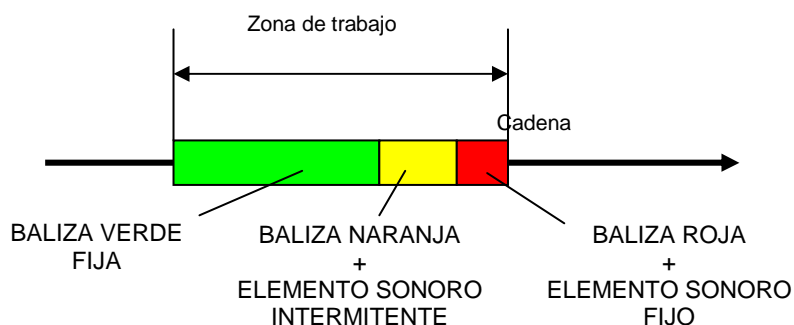 Zona de trabajo
Cadena
BALIZA VERDE
FIJA
BALIZA NARANJA
+
ELEMENTO SONORO
INTERMITENTE
BALIZA ROJA
+
ELEMENTO SONORO
FIJO